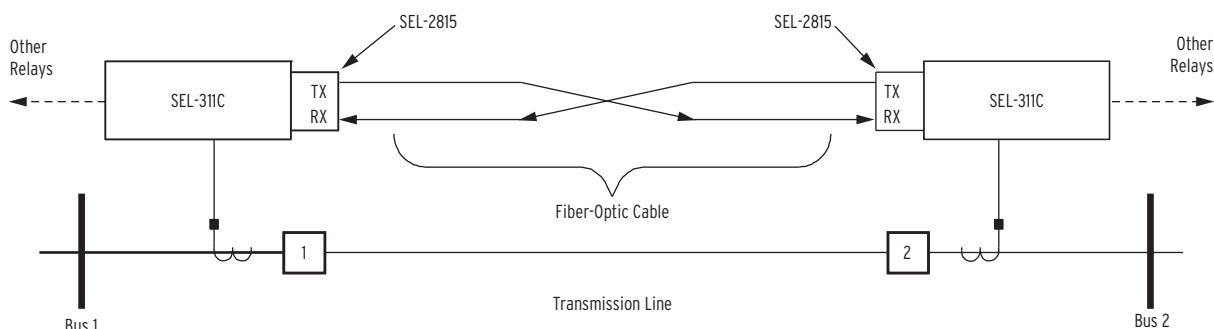 SEL-2815
SEL-2815
Other
Relays
Other
Relays
SEL-311C
TX
RX
TX
RX
SEL-311C
Fiber-Optic Cable
1
2
Transmission Line
Bus 1
Bus 2